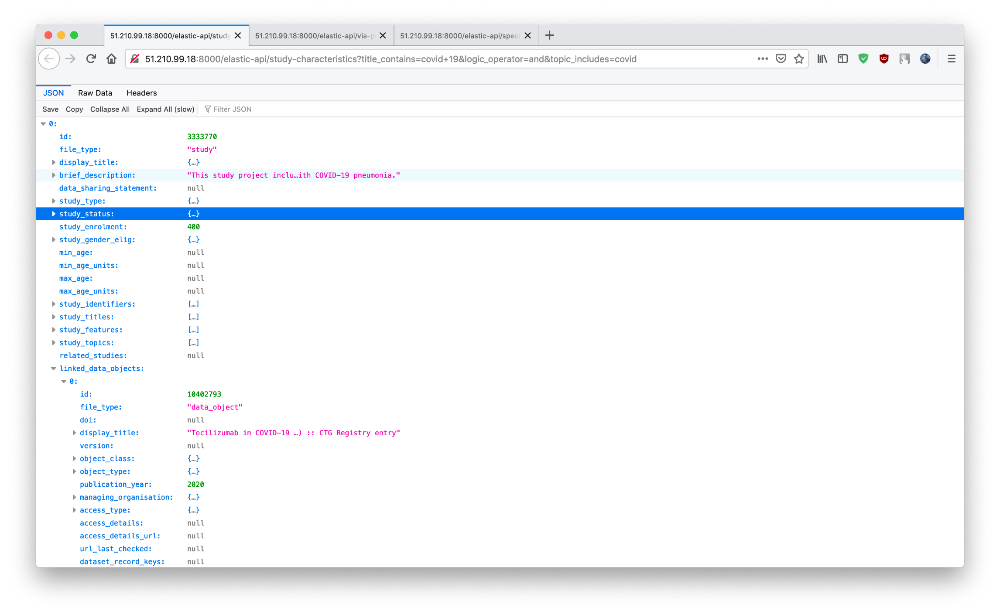 51.210.99.18:8000/elastic-api/study 51.210.99.18:8000/elastic-api/via-p 51.210.99.18:8000/elastic-api/speci
51.210.99.18:8000/elastic-api/study-characteristics?title_contains=covid+19&logic_operator=and&topic_includes=covid
JSON Raw Data Headers
Save Copy Collapse All Expand All (slow) Filter JSON
0:
id: 3333770
file_type: "study"
display_title: {…}
brief_description: "This study project inclu…ith COVID-19 pneumonia."
data_sharing_statement: null
study_type: {…}
study_status: {…}
study_enrolment: 400
study_gender_elig: {…}
min_age: null
min_age_units: null
max_age: null
max_age_units: null
study_identifiers: […]
study_titles: […]
study_features: […]
study_topics: […]
related_studies: null
linked_data_objects:
0:
id: 10402793
file_type: "data_object"
doi: null
display_title: "Tocilizumab in COVID-19 …) :: CTG Registry entry"
version: null
object_class: {…}
object_type: {…}
publication_year: 2020
managing_organisation: {…}
access_type: {…}
access_details: null
access_details_url: null
url_last_checked: null
dataset_record_keys: null